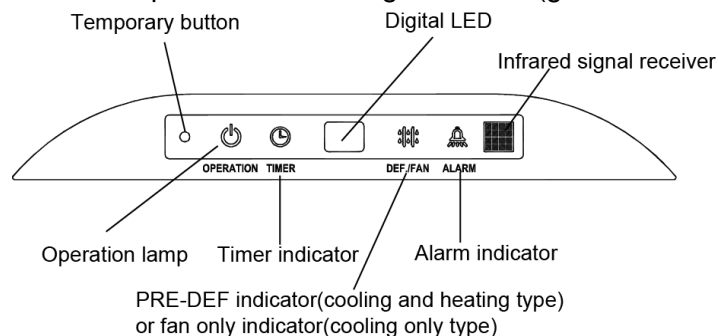 Temporary button
Digital LED
Infrared signal receiver
OPERATION TIMER DEF./FAN ALARM
Operation lamp Timer indicator Alarm indicator
PRE-DEF indicator(cooling and heating type)
or fan only indicator(cooling only type)